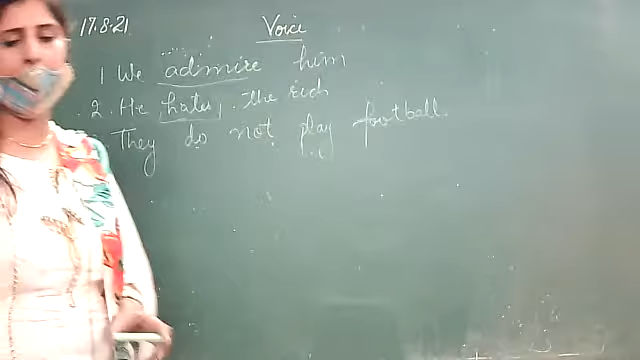 17.8.21
Voice
1 We admire him
2. He hates the rich
They do not play football.